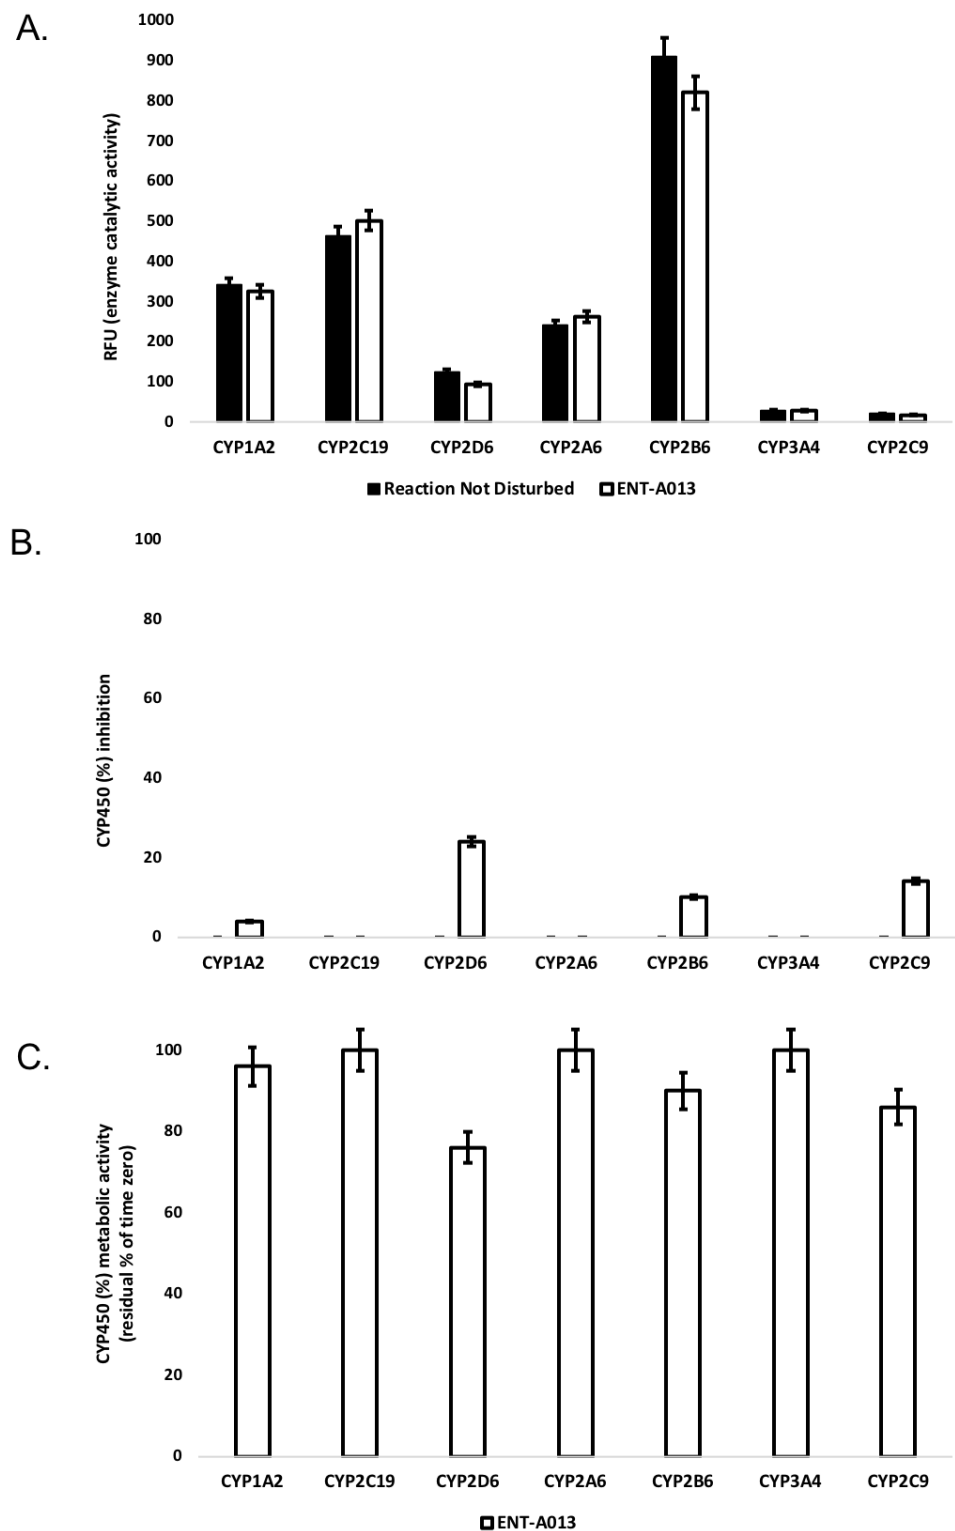 A.
RFU (enzyme catalytic activity)
1000
900
800
700
600
500
400
300
200
100
0
CYP1A2 CYP2C19 CYP2D6 CYP2A6 CYP2B6 CYP3A4 CYP2C9
Reaction Not Disturbed ENT-A013
B.
CYP450 (%) inhibition
100
80
60
40
20
0
CYP1A2 CYP2C19 CYP2D6 CYP2A6 CYP2B6 CYP3A4 CYP2C9
C.
CYP450 (%) metabolic activity
(residual % of time zero)
100
80
60
40
20
0
CYP1A2 CYP2C19 CYP2D6 CYP2A6 CYP2B6 CYP3A4 CYP2C9
ENT-A013